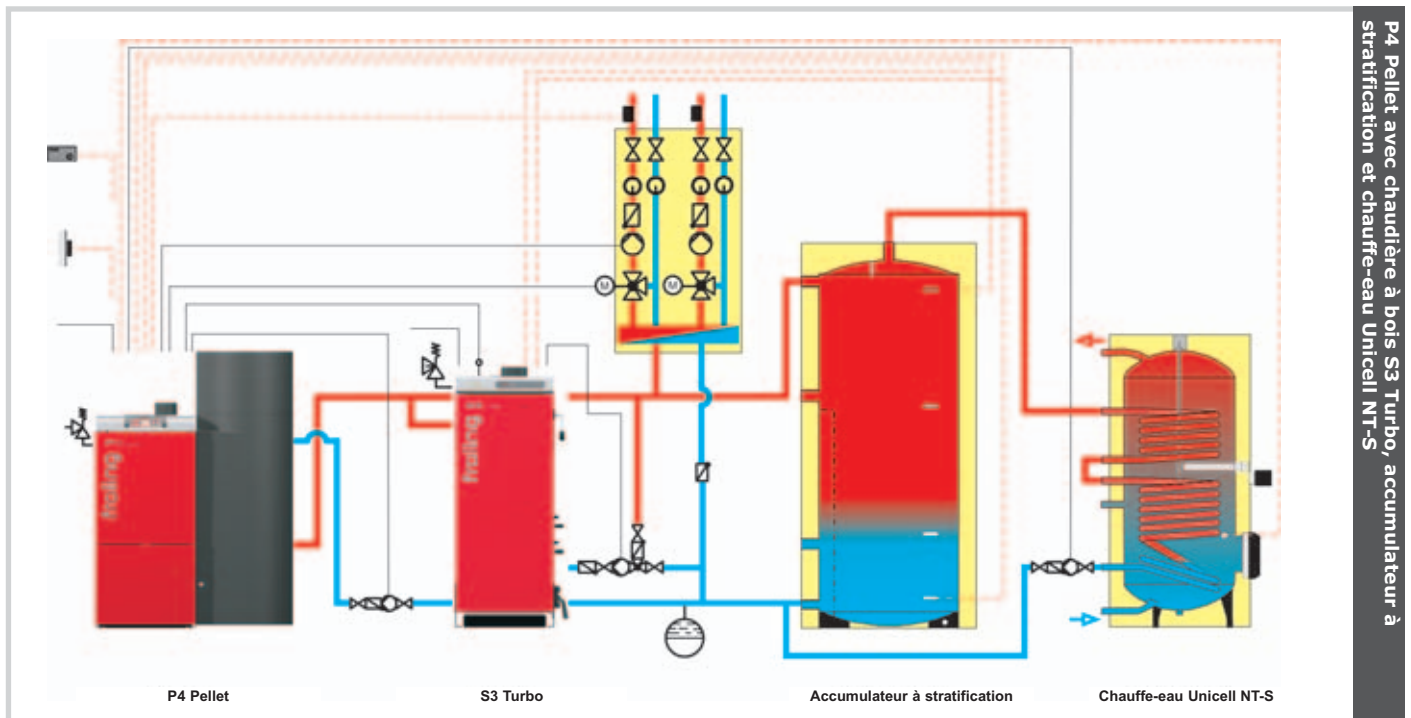 P4 Pellet avec chaudière à bois S3 Turbo, accumulateur à
stratification et chauffe-eau Unicell NT-S
M
M
P4 Pellet
S3 Turbo
Accumulateur à stratification
Chauffe-eau Unicell NT-S